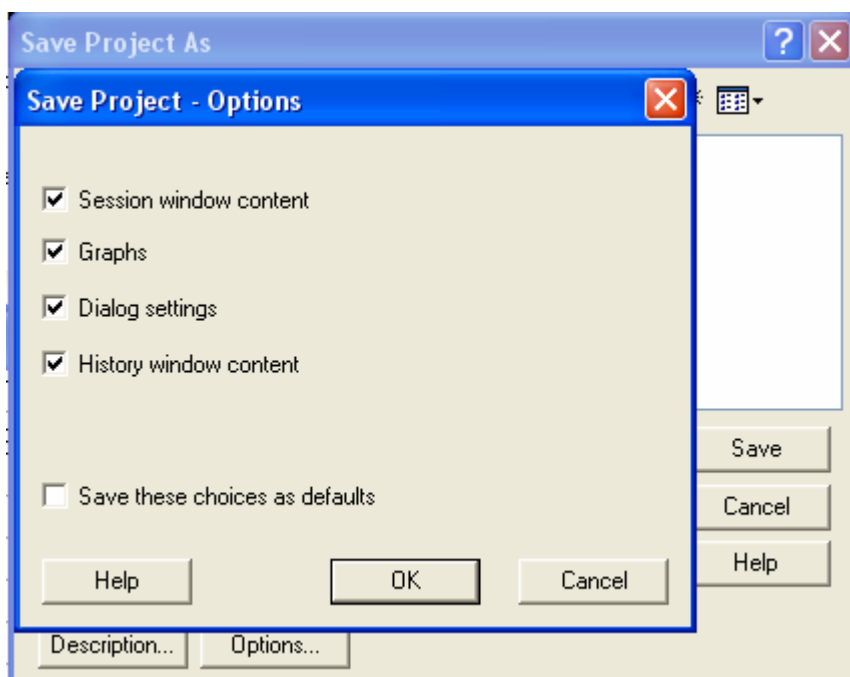 Save Project As
Save Project - Options
Session window content
Graphs
Dialog settings
History window content
Save these choices as defaults
Help
OK
Cancel
Save
Cancel
Help
Description...
Options...